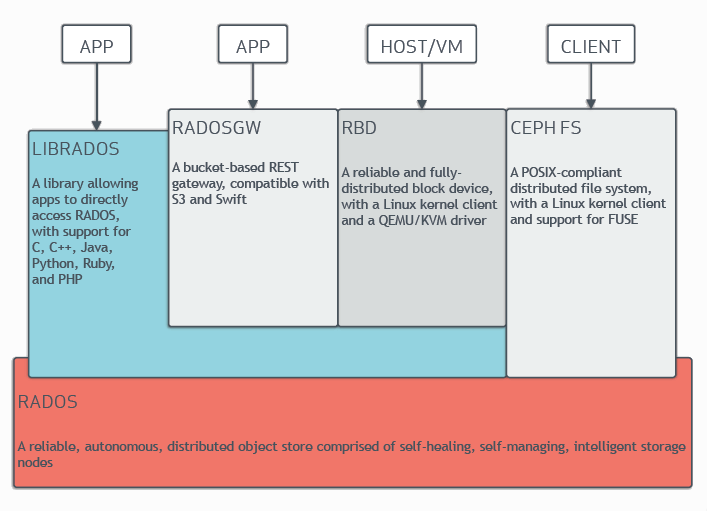 APP
APP
HOST/VM
CLIENT
LIBRADOS
A library allowing
apps to directly
access RADOS,
with support for
C, C++, Java,
Python, Ruby,
and PHP
RADOSGW
A bucket-based REST
gateway, compatible with
S3 and Swift
RBD
A reliable and fully-
distributed block device,
with a Linux kernel client
and a QEMU/KVM driver
CEPH FS
A POSIX-compliant
distributed file system,
with a Linux kernel client
and support for FUSE
RADOS
A reliable, autonomous, distributed object store comprised of self-healing, self-managing, intelligent storage
nodes